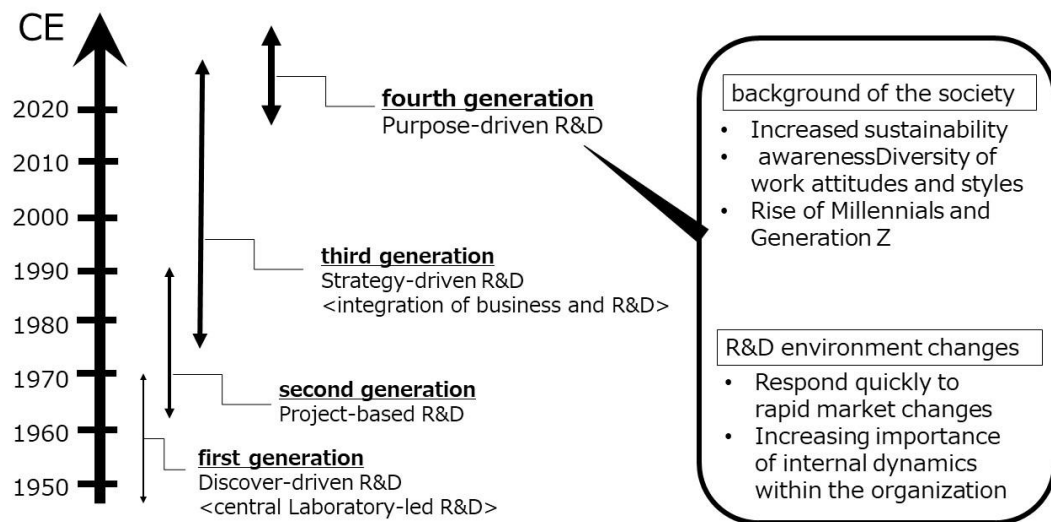 CE
2020
2010
2000
1990
1980
1970
1960
1950
fourth generation
Purpose-driven R&D
third generation
Strategy-driven R&D
<integration of business and R&D>
second generation
Project-based R&D
first generation
Discover-driven R&D
<central Laboratory-led R&D>
background of the society
• Increased sustainability
• awarenessDiversity of
work attitudes and styles
• Rise of Millennials and
Generation Z
R&D environment changes
• Respond quickly to
rapid market changes
• Increasing importance
of internal dynamics
within the organization